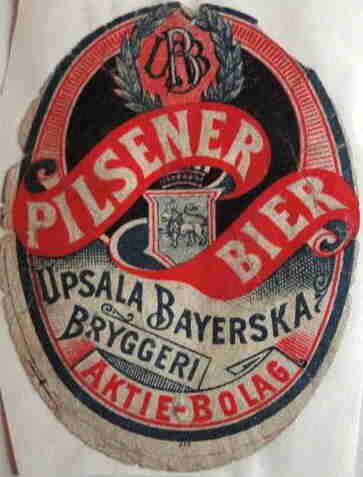 UBB
PILSENER
BIER
UPSALA BAYERSKA
BRYGGERI
AKTIE-BOLAG